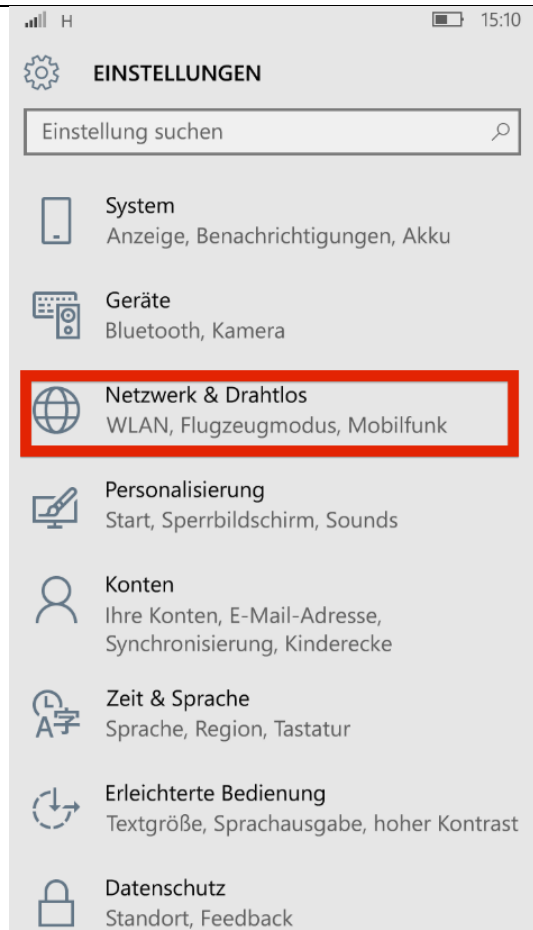 H 15:10
EINSTELLUNGEN
Einstellung suchen
System
Anzeige, Benachrichtigungen, Akku
Geräte
Bluetooth, Kamera
Netzwerk & Drahtlos
WLAN, Flugzeugmodus, Mobilfunk
Personalisierung
Start, Sperrbildschirm, Sounds
Konten
Ihre Konten, E-Mail-Adresse,
Synchronisierung, Kinderecke
A字
Zeit & Sprache
Sprache, Region, Tastatur
Erleichterte Bedienung
Textgröße, Sprachausgabe, hoher Kontrast
Datenschutz
Standort, Feedback